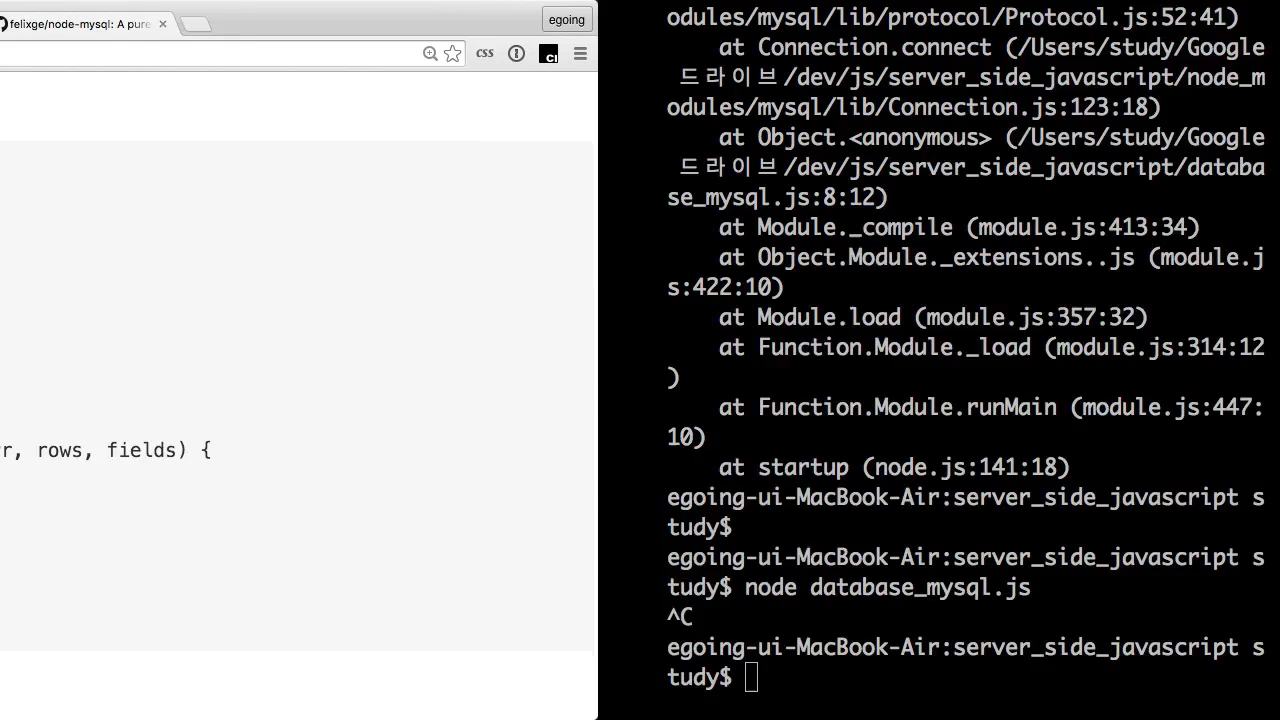 felixge/node-mysql: A pure
egoing
css
r, rows, fields) {
odules/mysql/lib/protocol/Protocol.js:52:41)
    at Connection.connect (/Users/study/Google
 드라이브/dev/js/server_side_javascript/node_m
odules/mysql/lib/Connection.js:123:18)
    at Object.<anonymous> (/Users/study/Google
 드라이브/dev/js/server_side_javascript/databa
se_mysql.js:8:12)
    at Module._compile (module.js:413:34)
    at Object.Module._extensions..js (module.j
s:422:10)
    at Module.load (module.js:357:32)
    at Function.Module._load (module.js:314:12
)
    at Function.Module.runMain (module.js:447:
10)
    at startup (node.js:141:18)
egoing-ui-MacBook-Air:server_side_javascript s
tudy$
egoing-ui-MacBook-Air:server_side_javascript s
tudy$ node database_mysql.js
^C
egoing-ui-MacBook-Air:server_side_javascript s
tudy$